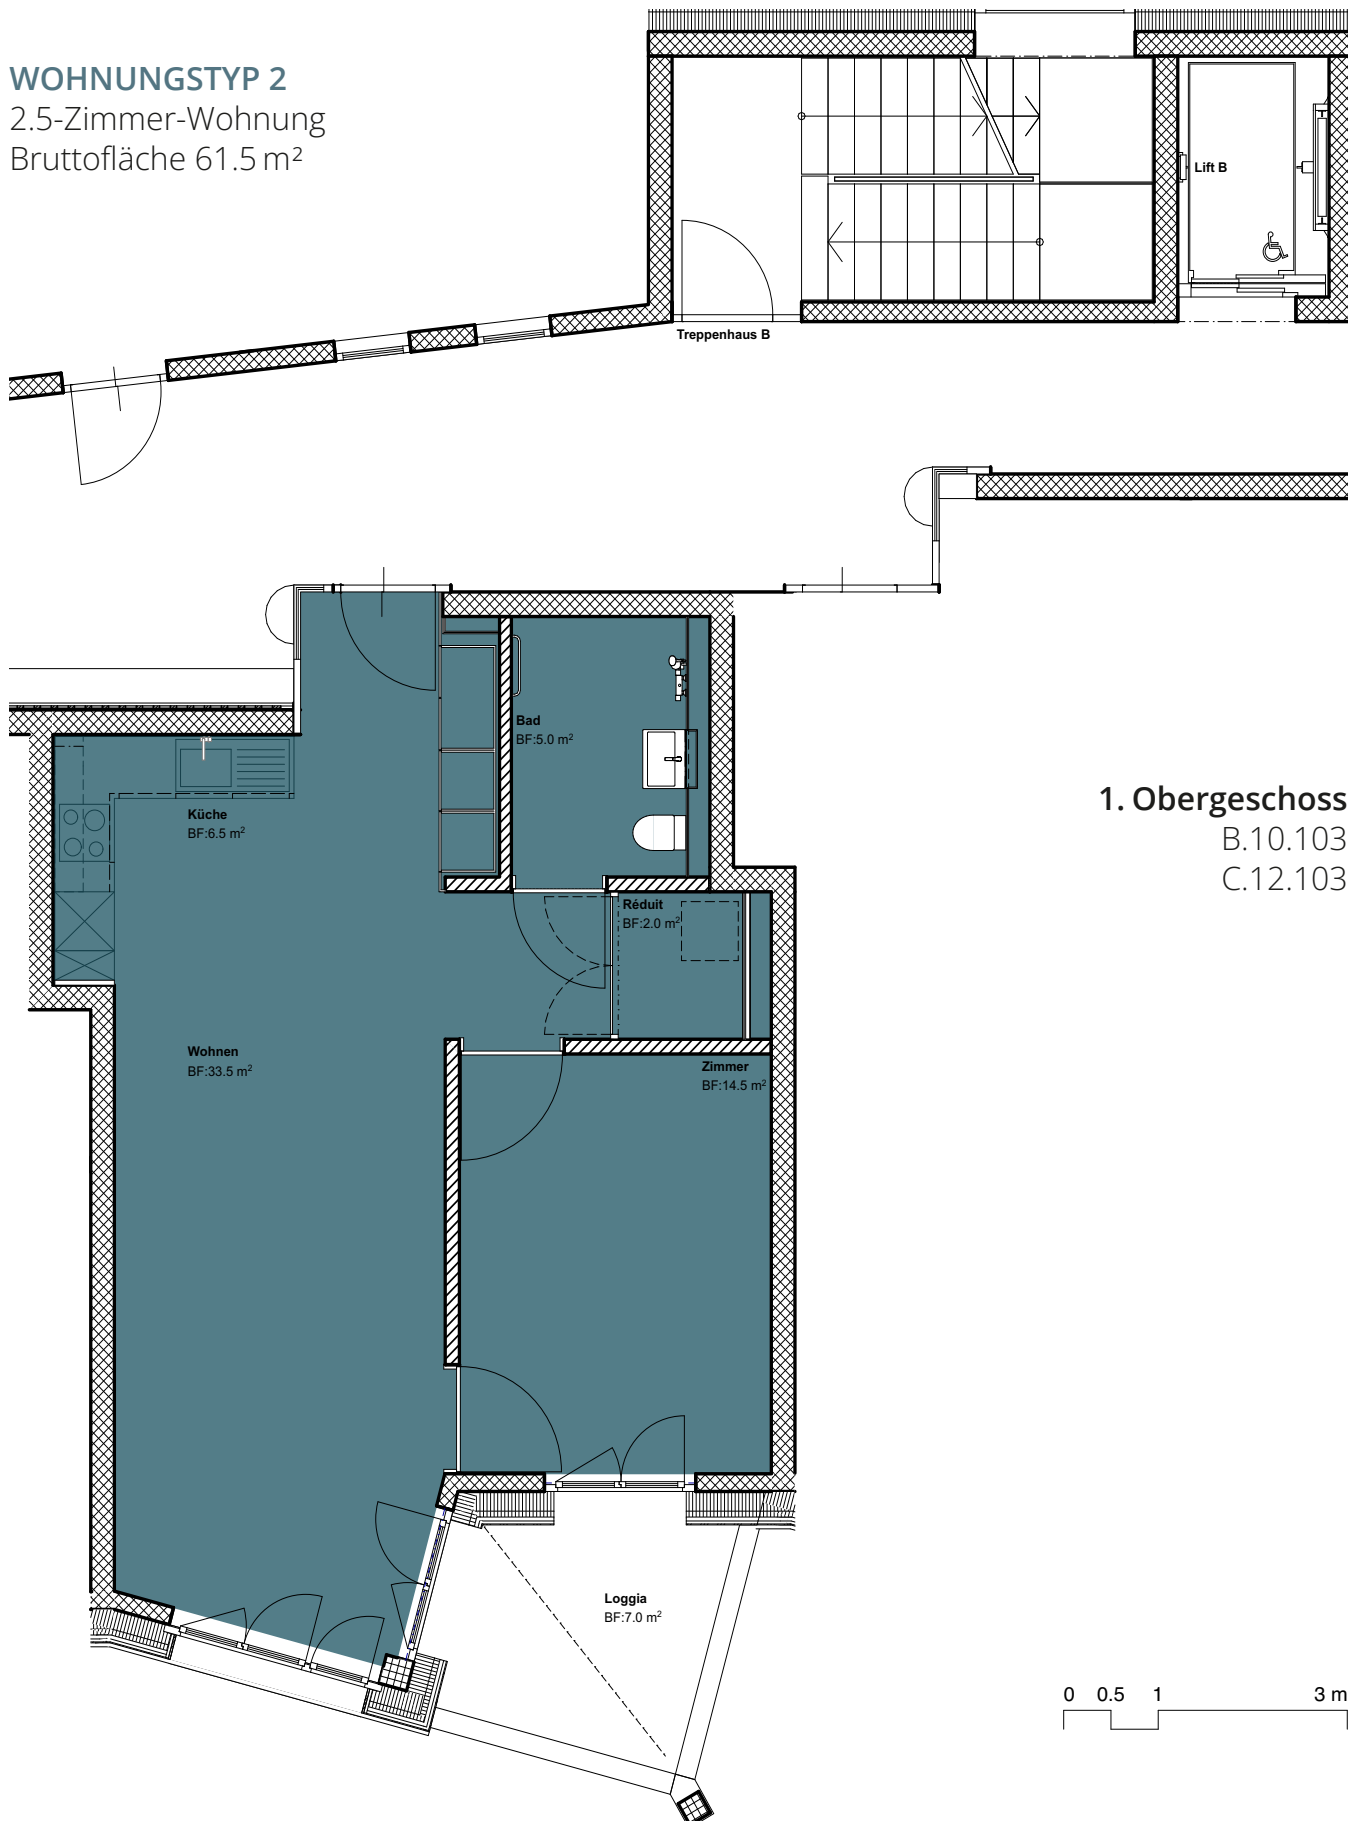 WOHNUNGSTYP 2
2.5-Zimmer-Wohnung
Bruttofläche 61.5 m²
Lift B
Treppenhaus B
Bad
BF:5.0 m²
Küche
BF:6.5 m²
1. Obergeschoss
B.10.103
C.12.103
Réduit
BF:2.0 m²
Wohnen
BF:33.5 m²
Zimmer
BF:14.5 m²
Loggia
BF:7.0 m²
0 0.5 1 3 m